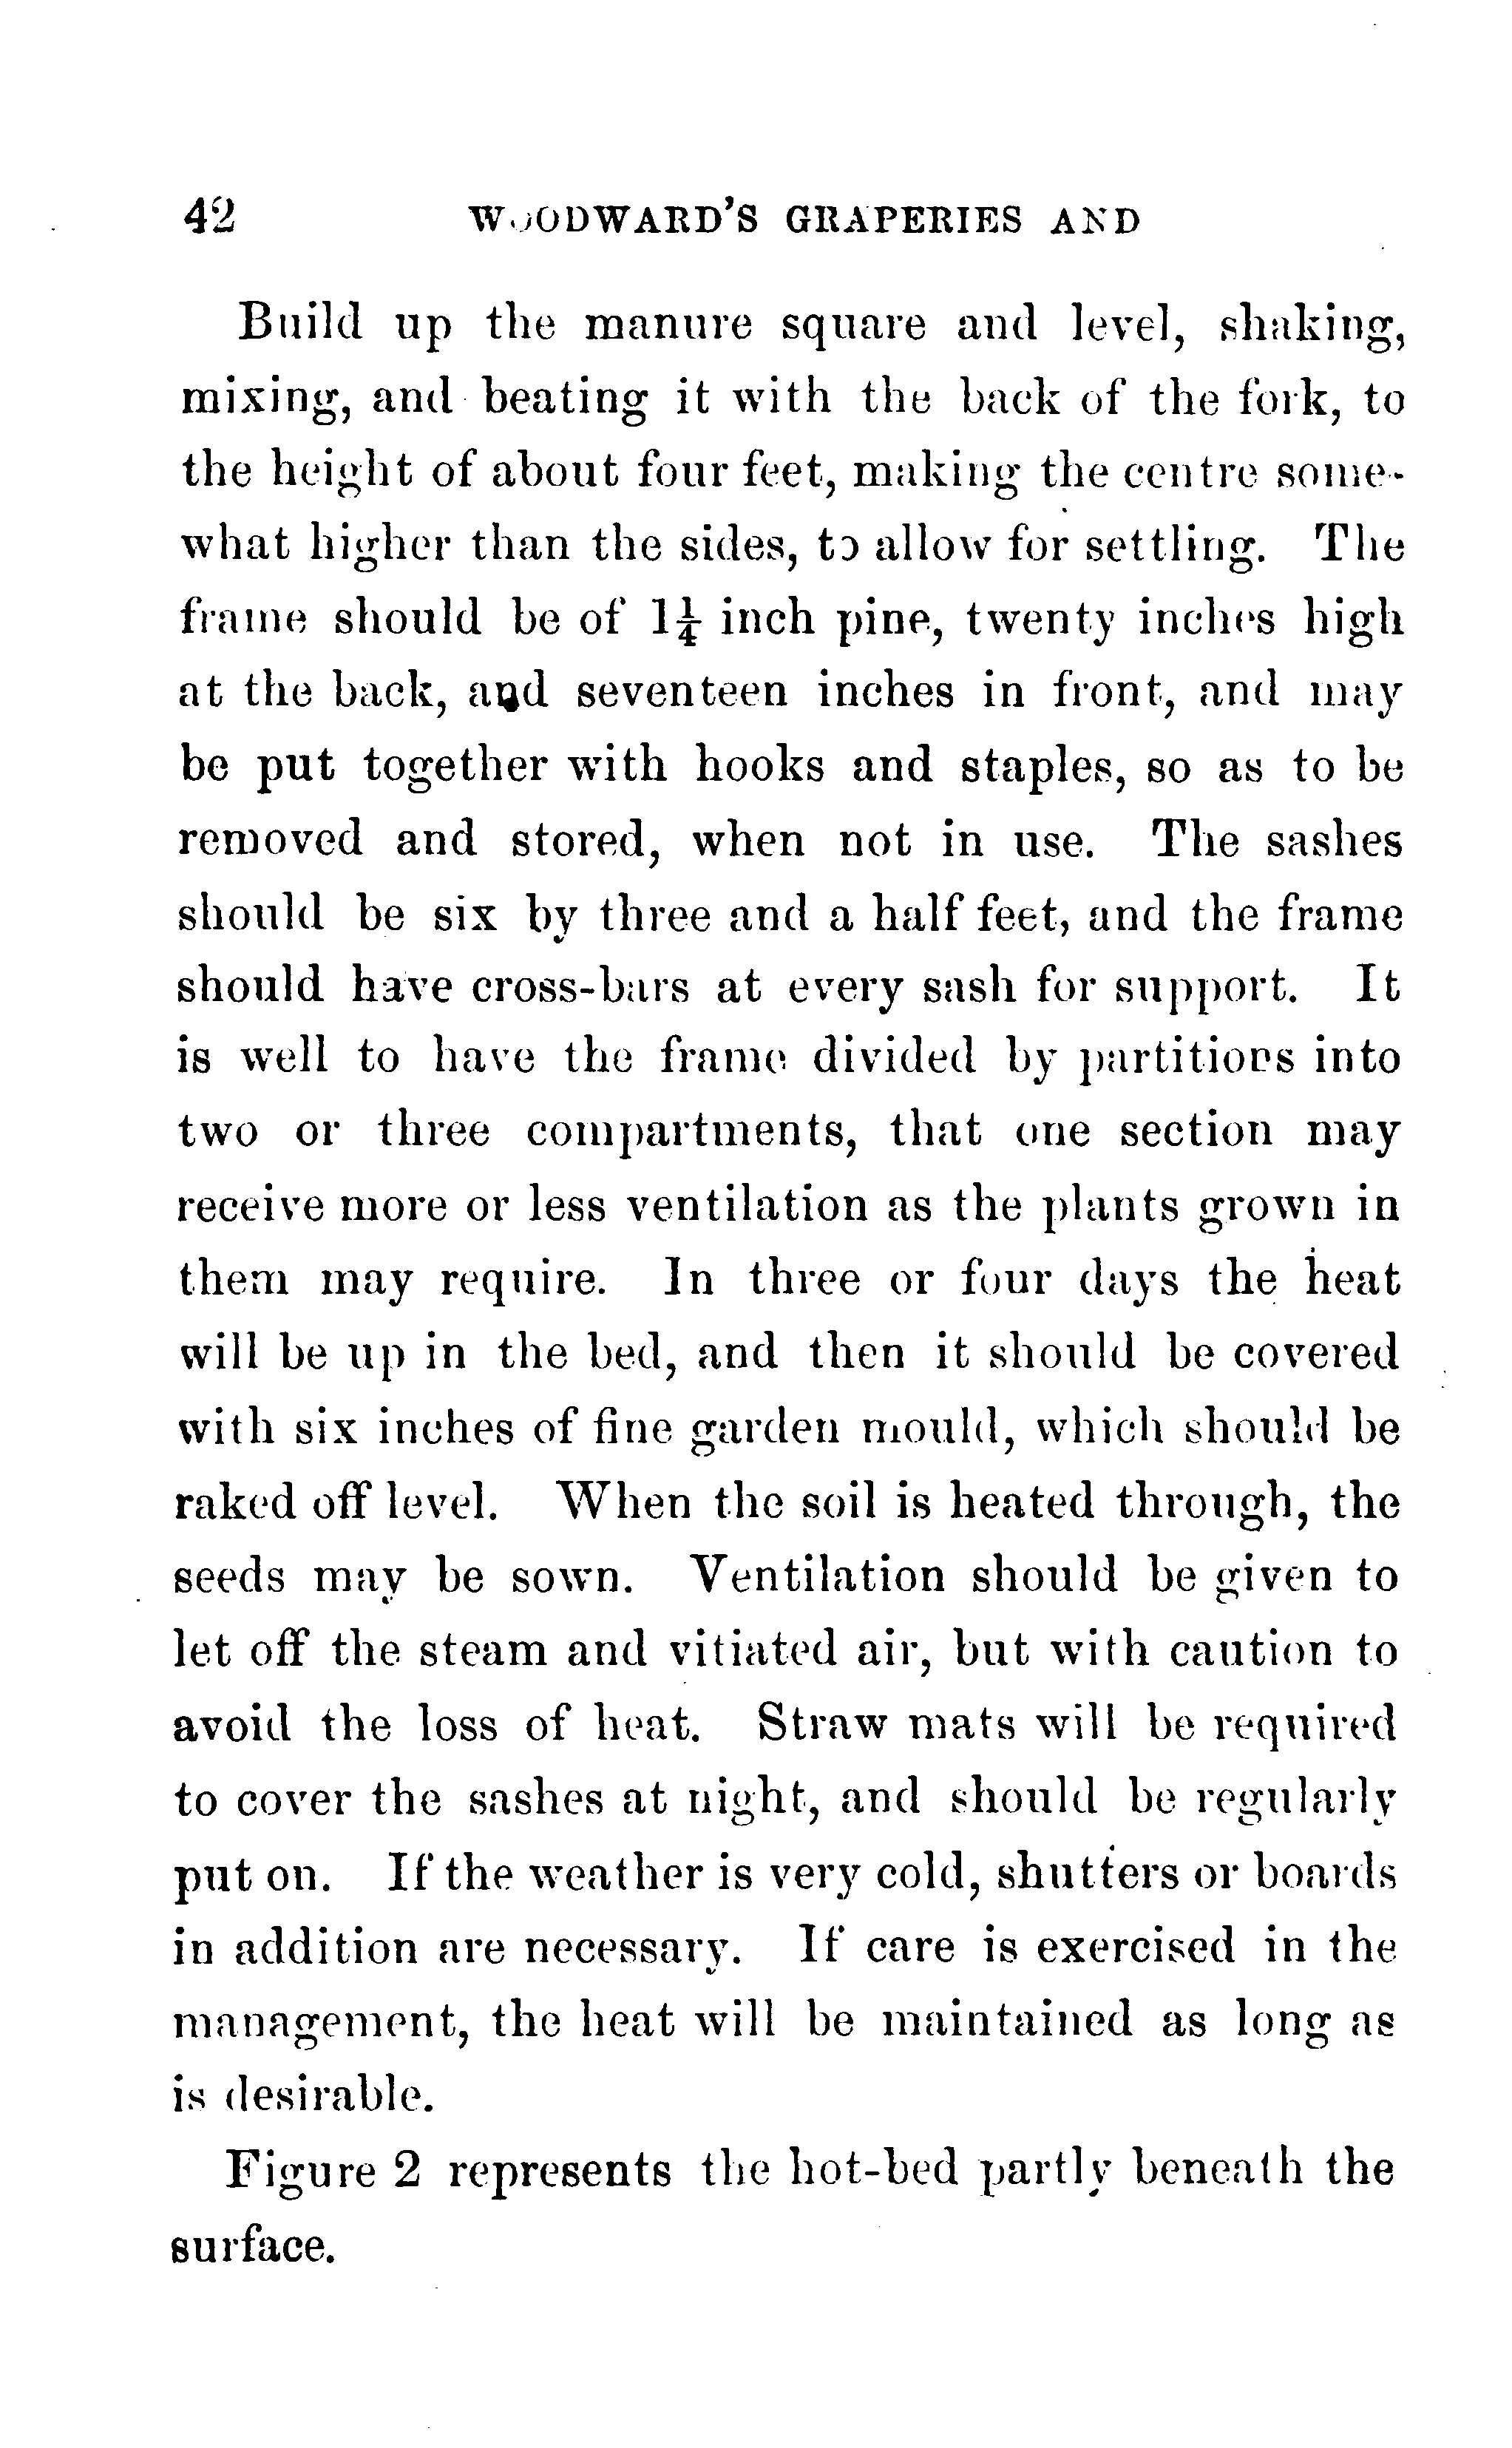 42 WOODWARD'S GRAPERIES AND
Build up the manure square and level, shaking,
mixing, and beating it with the back of the fork, to
the height of about four feet, making the centre some-
what higher than the sides, to allow for settling. The
frame should be of 1¼ inch pine, twenty inches high
at the back, and seventeen inches in front, and may
be put together with hooks and staples, so as to be
removed and stored, when not in use. The sashes
should be six by three and a half feet, and the frame
should have cross-bars at every sash for support. It
is well to have the frame divided by partitions into
two or three compartments, that one section may
receive more or less ventilation as the plants grown in
them may require. In three or four days the heat
will be up in the bed, and then it should be covered
with six inches of fine garden mould, which should be
raked off level. When the soil is heated through, the
seeds may be sown. Ventilation should be given to
let off the steam and vitiated air, but with caution to
avoid the loss of heat. Straw mats will be required
to cover the sashes at night, and should be regularly
put on. If the weather is very cold, shutters or boards
in addition are necessary. If care is exercised in the
management, the heat will be maintained as long as
is desirable.
Figure 2 represents the hot-bed partly beneath the
surface.